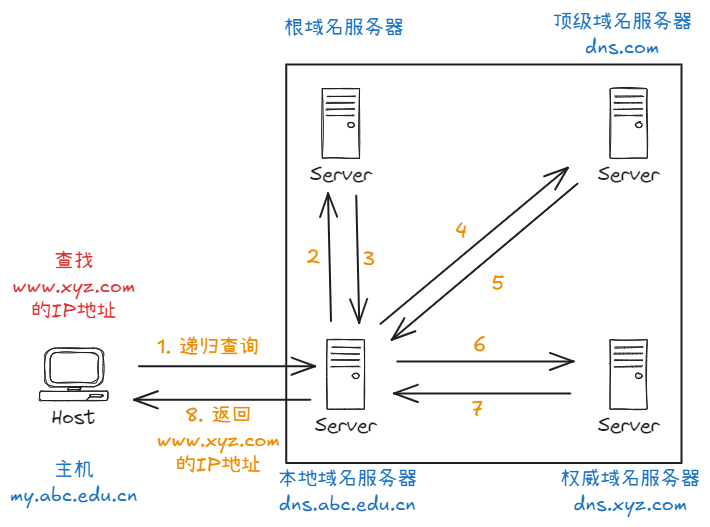 根域名服务器
顶级域名服务器
dns.com
Server
Server
查找
www.xyz.com
的IP地址
2
3
4
5
1. 递归查询
6
7
8. 返回
www.xyz.com
的IP地址
Host
Server
Server
主机
my.abc.edu.cn
本地域名服务器
dns.abc.edu.cn
权威域名服务器
dns.xyz.com